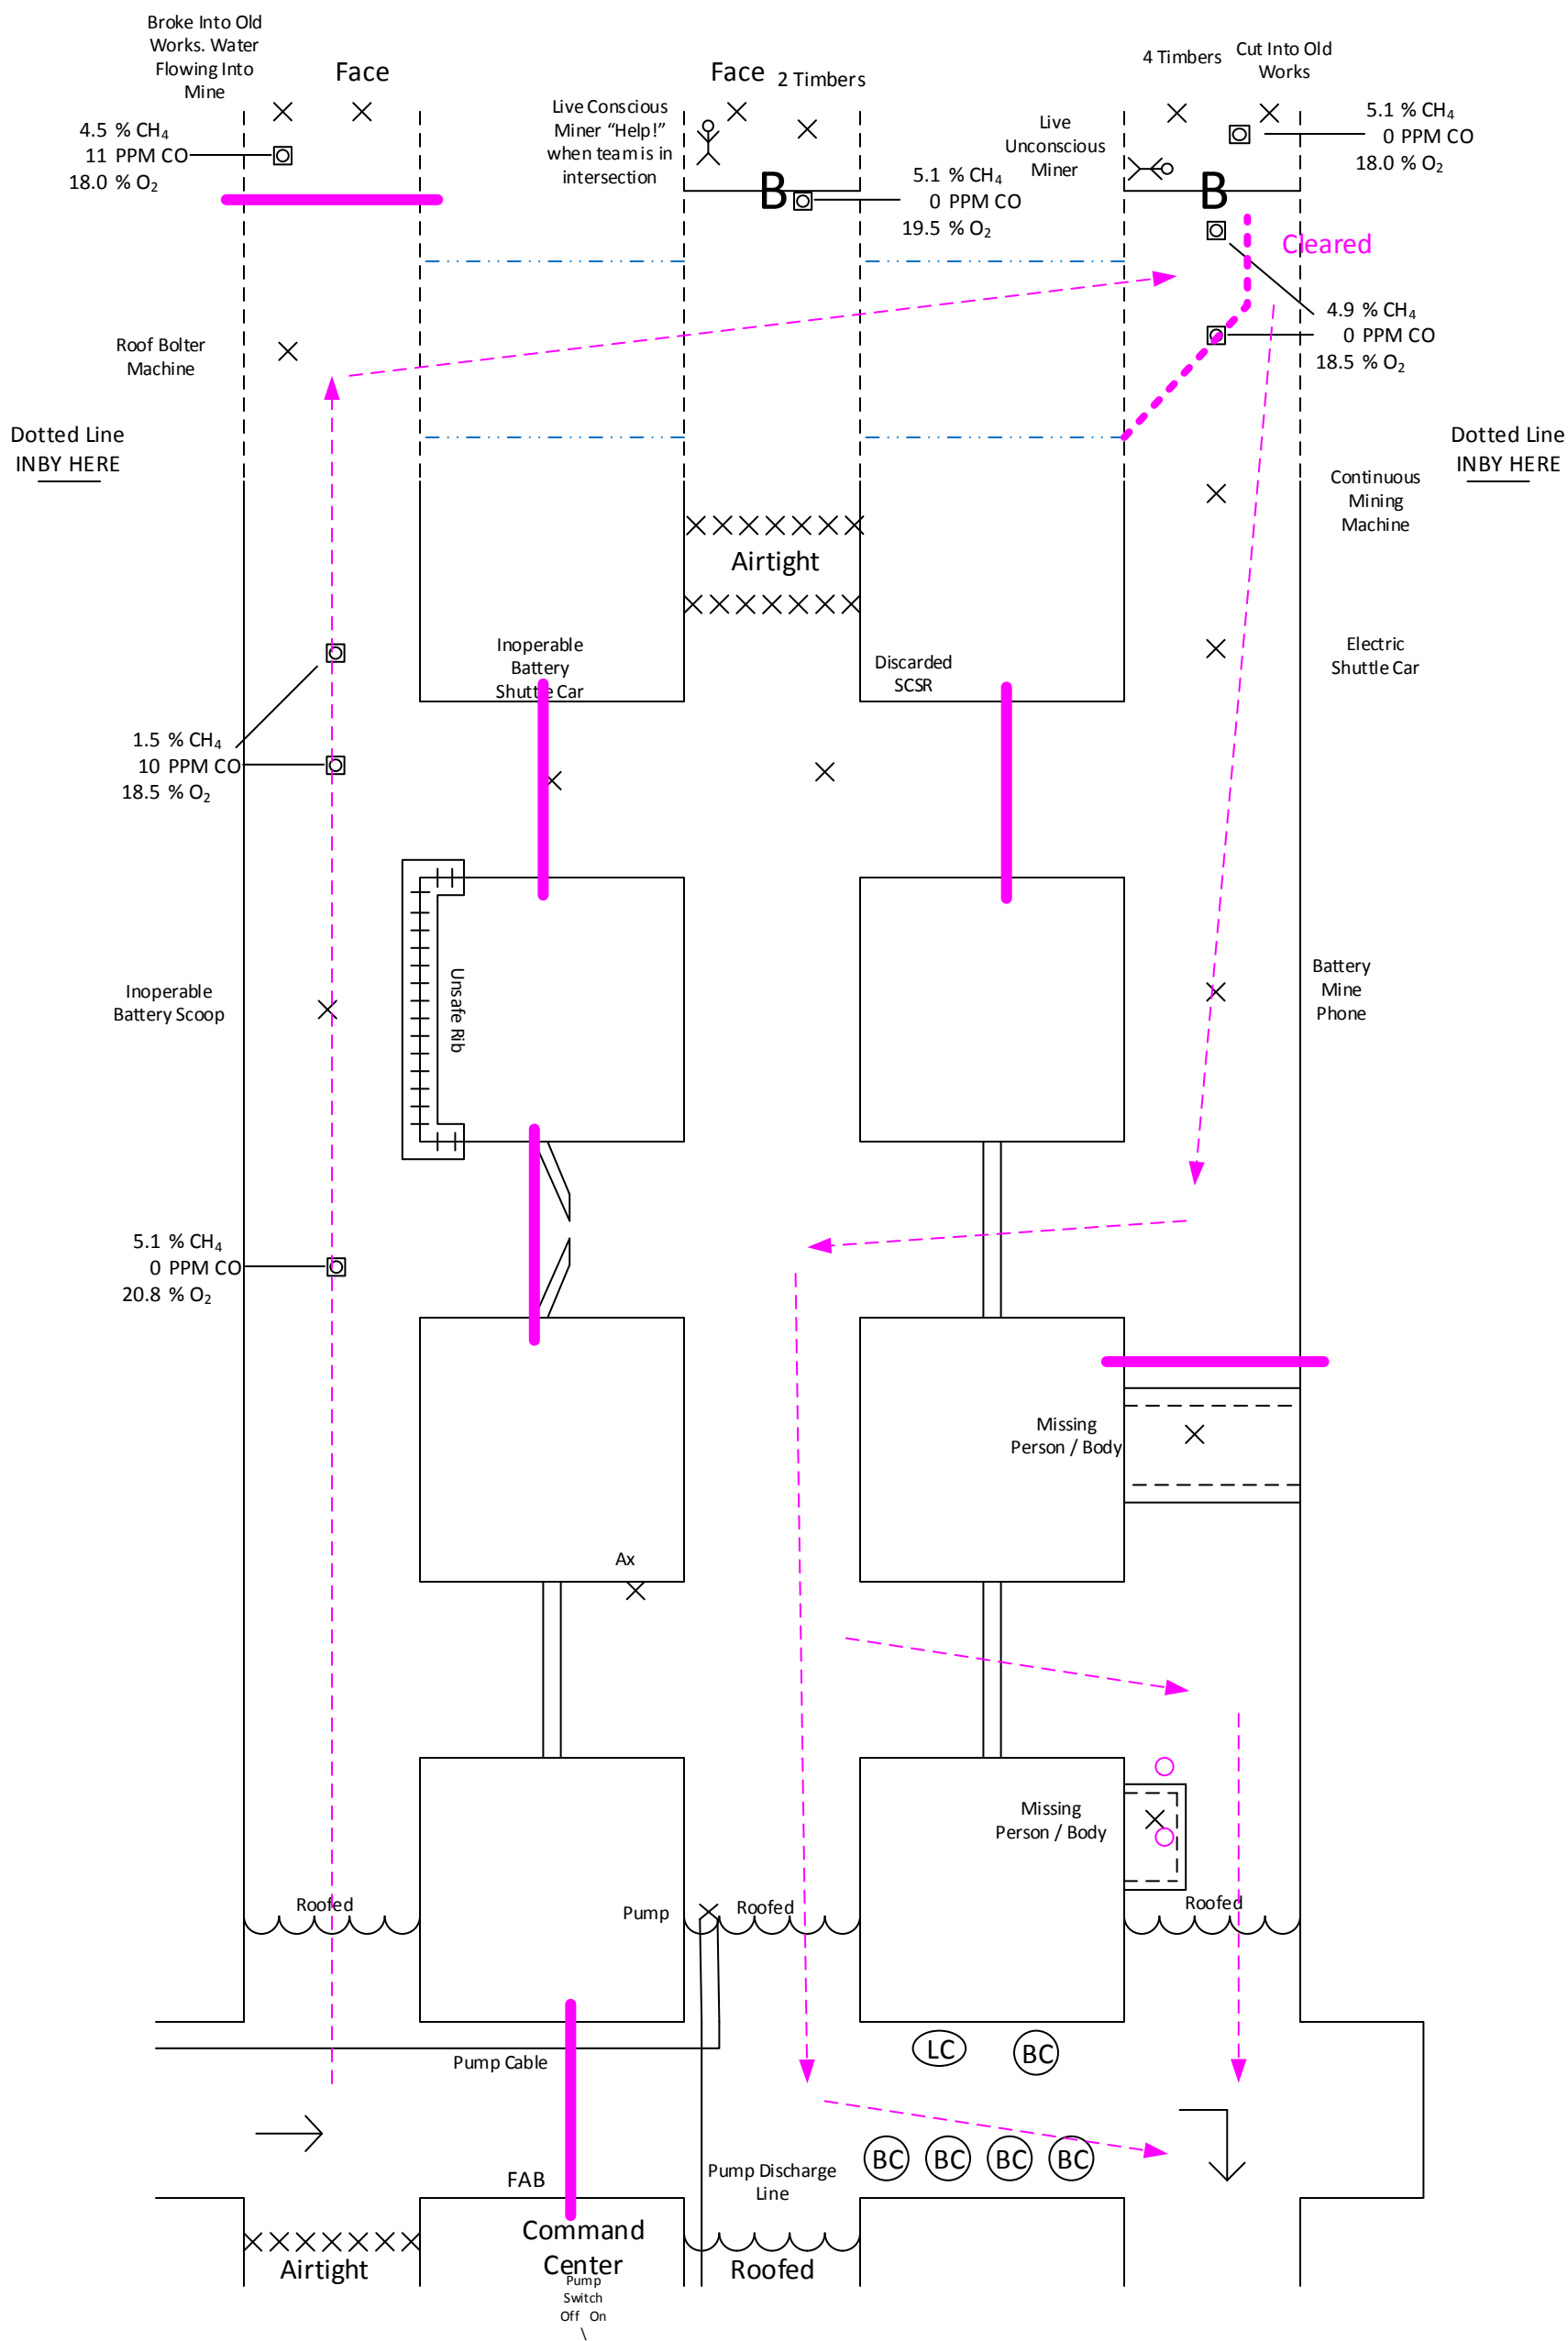 Broke Into Old
Works. Water
Flowing Into
Mine
Face
Face
2 Timbers
4 Timbers
Cut Into Old
Works
4.5 % CH₄
11 PPM CO
18.0 % O₂
Live Conscious
Miner “Help!”
when team is in
intersection
Live
Unconscious
Miner
5.1 % CH₄
0 PPM CO
18.0 % O₂
B
5.1 % CH₄
0 PPM CO
19.5 % O₂
B
Cleared
4.9 % CH₄
0 PPM CO
18.5 % O₂
Roof Bolter
Machine
Dotted Line
INBY HERE
Dotted Line
INBY HERE
Continuous
Mining
Machine
Airtight
Inoperable
Battery
Shuttle Car
Discarded
SCSR
Electric
Shuttle Car
1.5 % CH₄
10 PPM CO
18.5 % O₂
Inoperable
Battery Scoop
Unsafe Rib
Battery
Mine
Phone
5.1 % CH₄
0 PPM CO
20.8 % O₂
Missing
Person / Body
Ax
Missing
Person / Body
Roofed
Pump
Roofed
Roofed
Pump Cable
LC
BC
BC
BC
BC
BC
FAB
Pump Discharge
Line
Command
Center
Airtight
Roofed
Pump
Switch
Off On
\